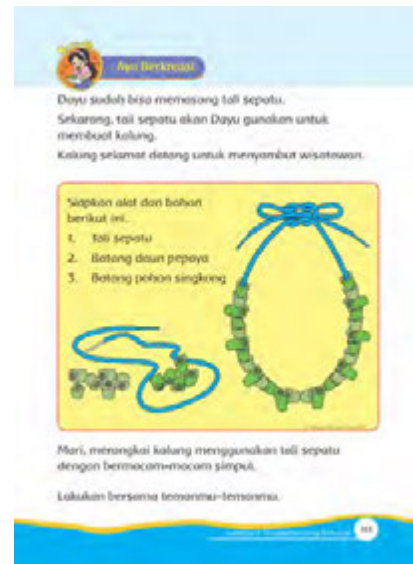 Ayo Berkreasi
Dayu sudah bisa memasang tali sepatu.
Sekarang, tali sepatu akan Dayu gunakan untuk
membuat kalung.
Kalung selamat datang untuk menyambut wisatawan.
Siapkan alat dan bahan
berikut ini.
1. Tali sepatu
2. Batang daun pepaya
3. Batang pohon singkong
Mari, merangkai kalung menggunakan tali sepatu
dengan bermacam-macam simpul.
Lakukan bersama temanmu-temanmu.